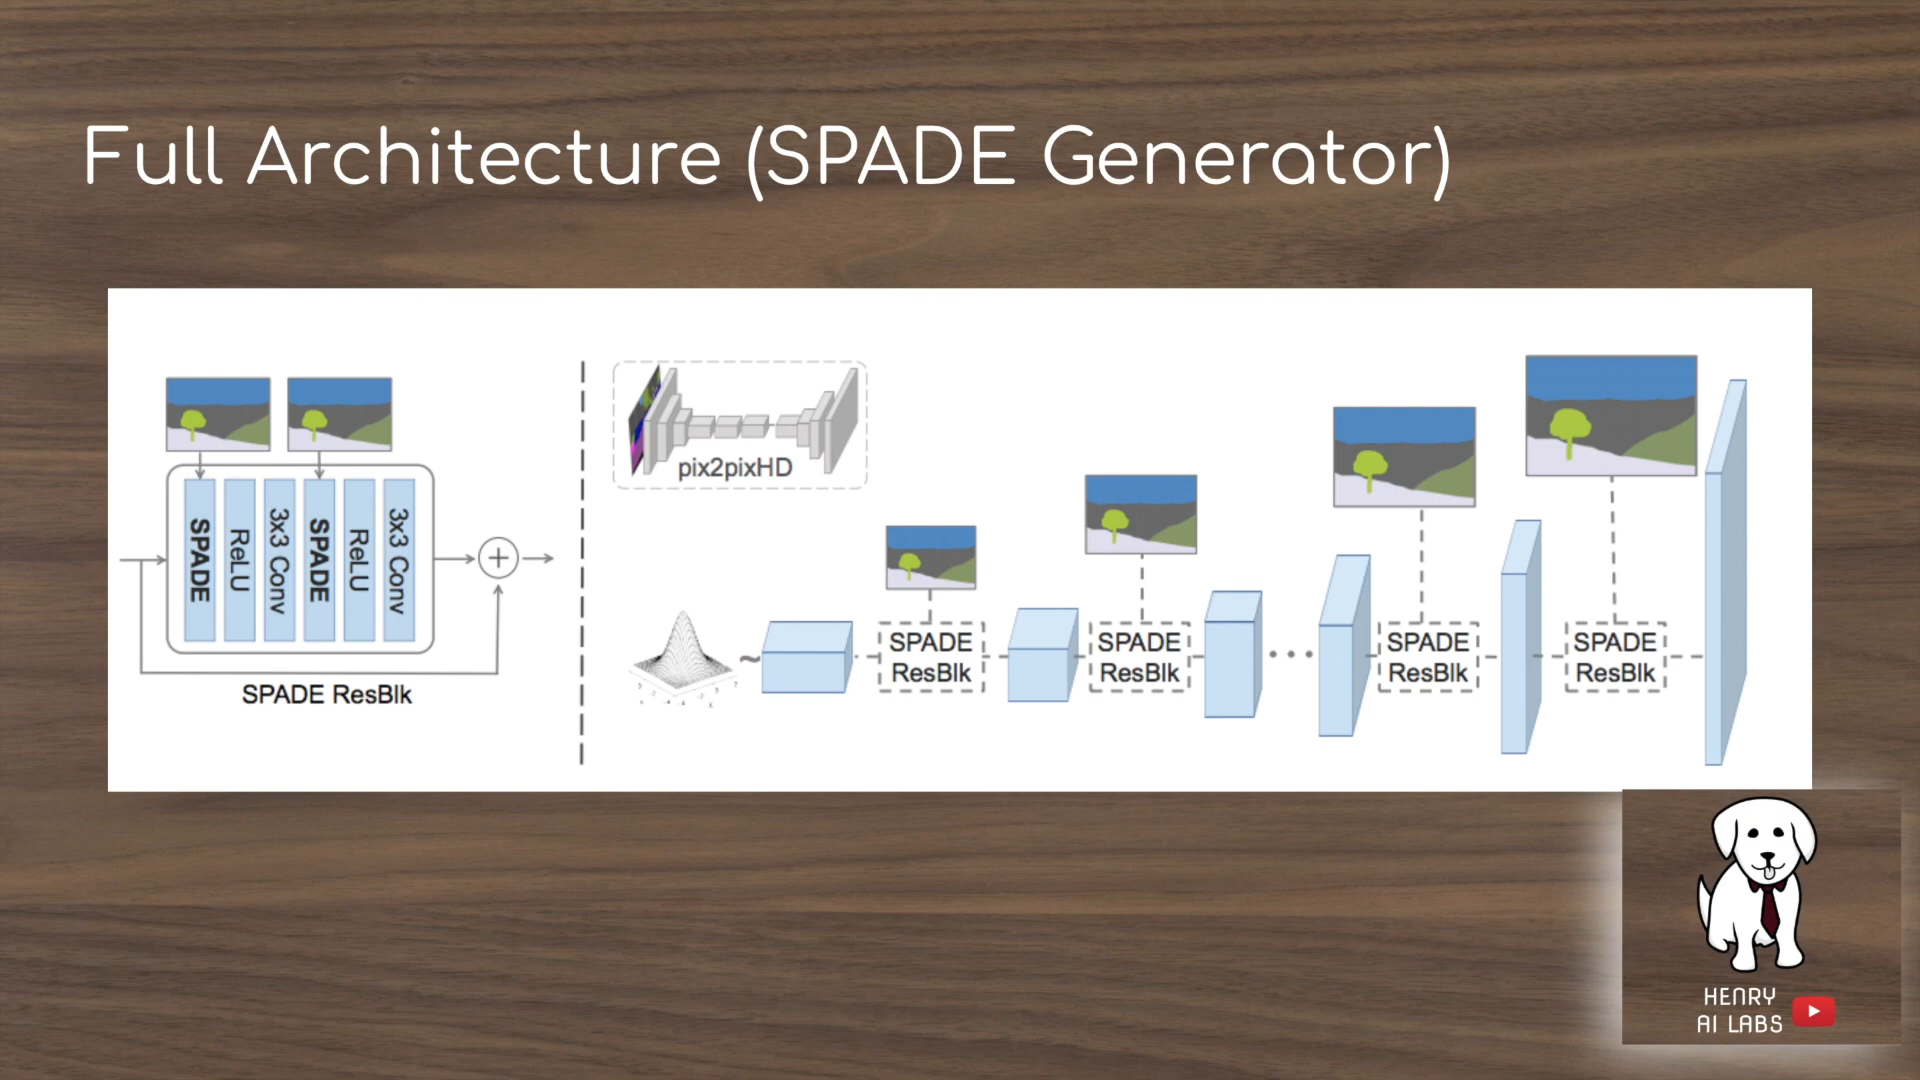 Full Architecture (SPADE Generator)
SPADE
ReLU
3x3 Conv
SPADE
ReLU
3x3 Conv
SPADE ResBlk
pix2pixHD
~
SPADE
ResBlk
SPADE
ResBlk
SPADE
ResBlk
SPADE
ResBlk
HENRY
AI LABS